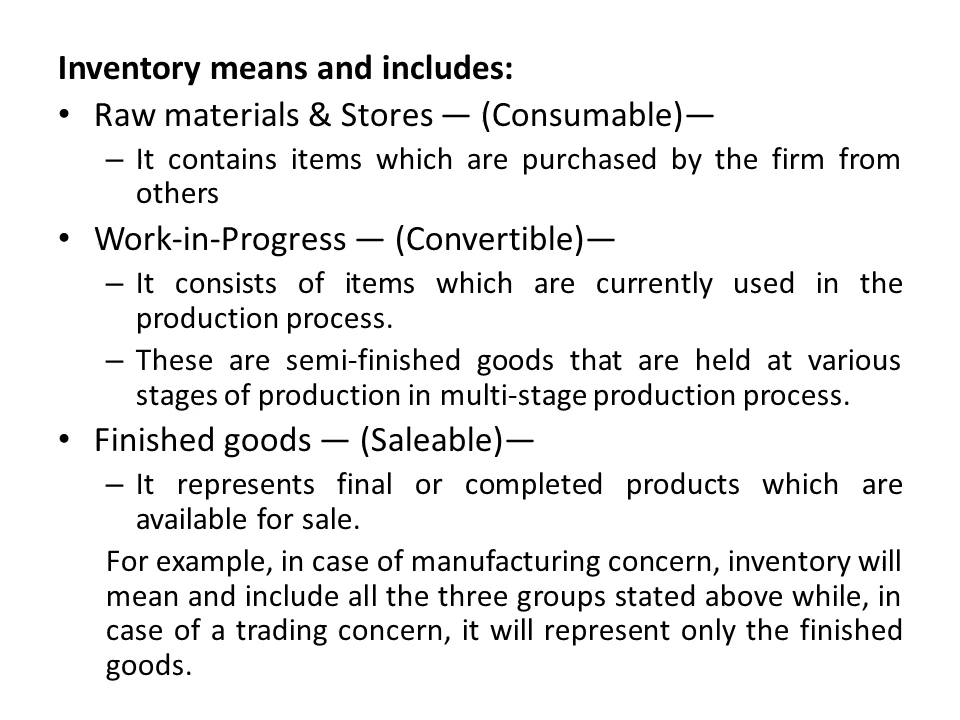 Inventory means and includes:
• Raw materials & Stores — (Consumable)—
– It contains items which are purchased by the firm from
others
• Work-in-Progress — (Convertible)—
– It consists of items which are currently used in the
production process.
– These are semi-finished goods that are held at various
stages of production in multi-stage production process.
• Finished goods — (Saleable)—
– It represents final or completed products which are
available for sale.
For example, in case of manufacturing concern, inventory will
mean and include all the three groups stated above while, in
case of a trading concern, it will represent only the finished
goods.